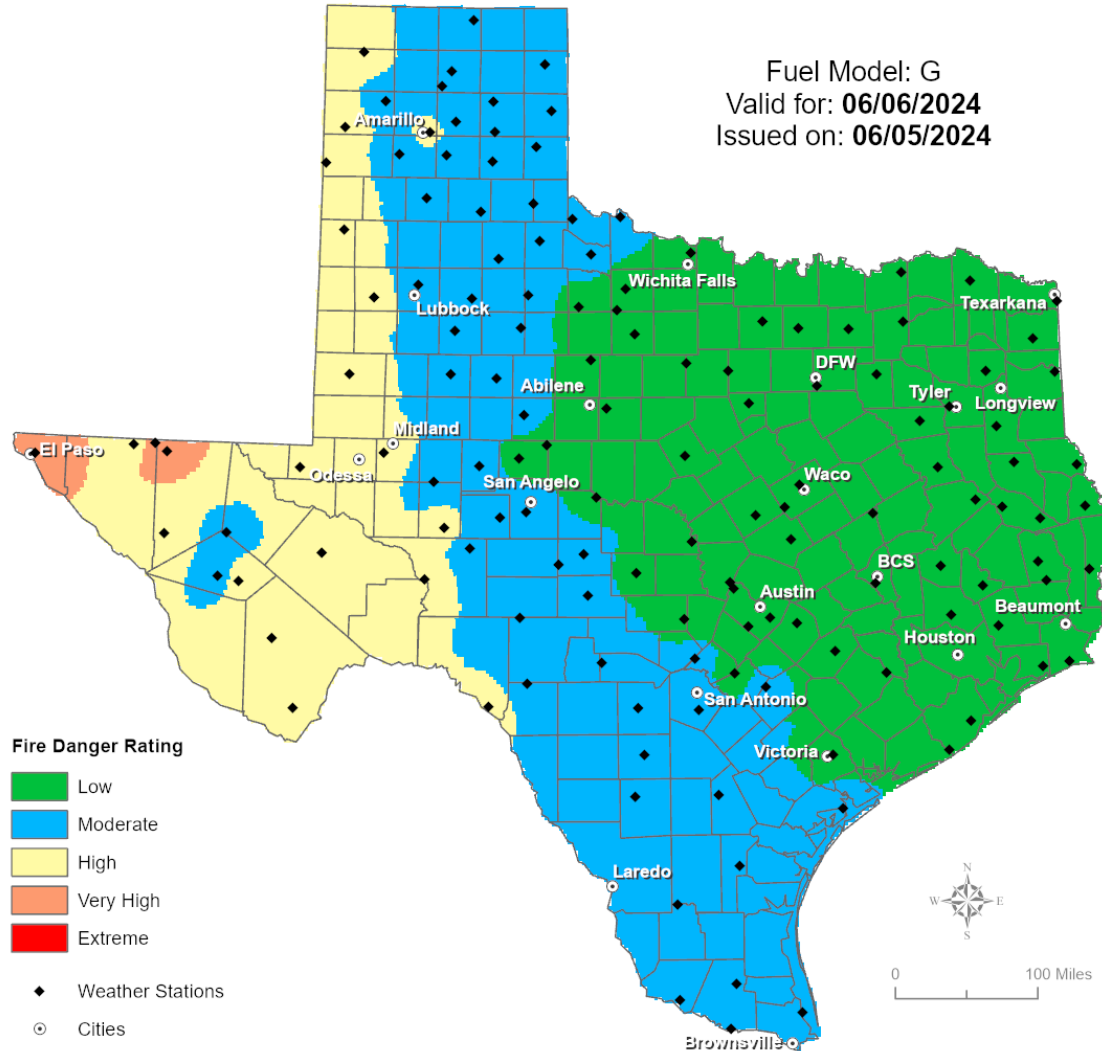 Fuel Model: G
Valid for: 06/06/2024
Issued on: 06/05/2024
Amarillo
Wichita Falls
Texarkana
Lubbock
DFW
Abilene
Tyler
Longview
Midland
El Paso
Odessa
San Angelo
Waco
BCS
Austin
Beaumont
Houston
San Antonio
Victoria
Laredo
Brownsville
Fire Danger Rating
Low
Moderate
High
Very High
Extreme
Weather Stations
Cities
N
W E
S
0 100 Miles